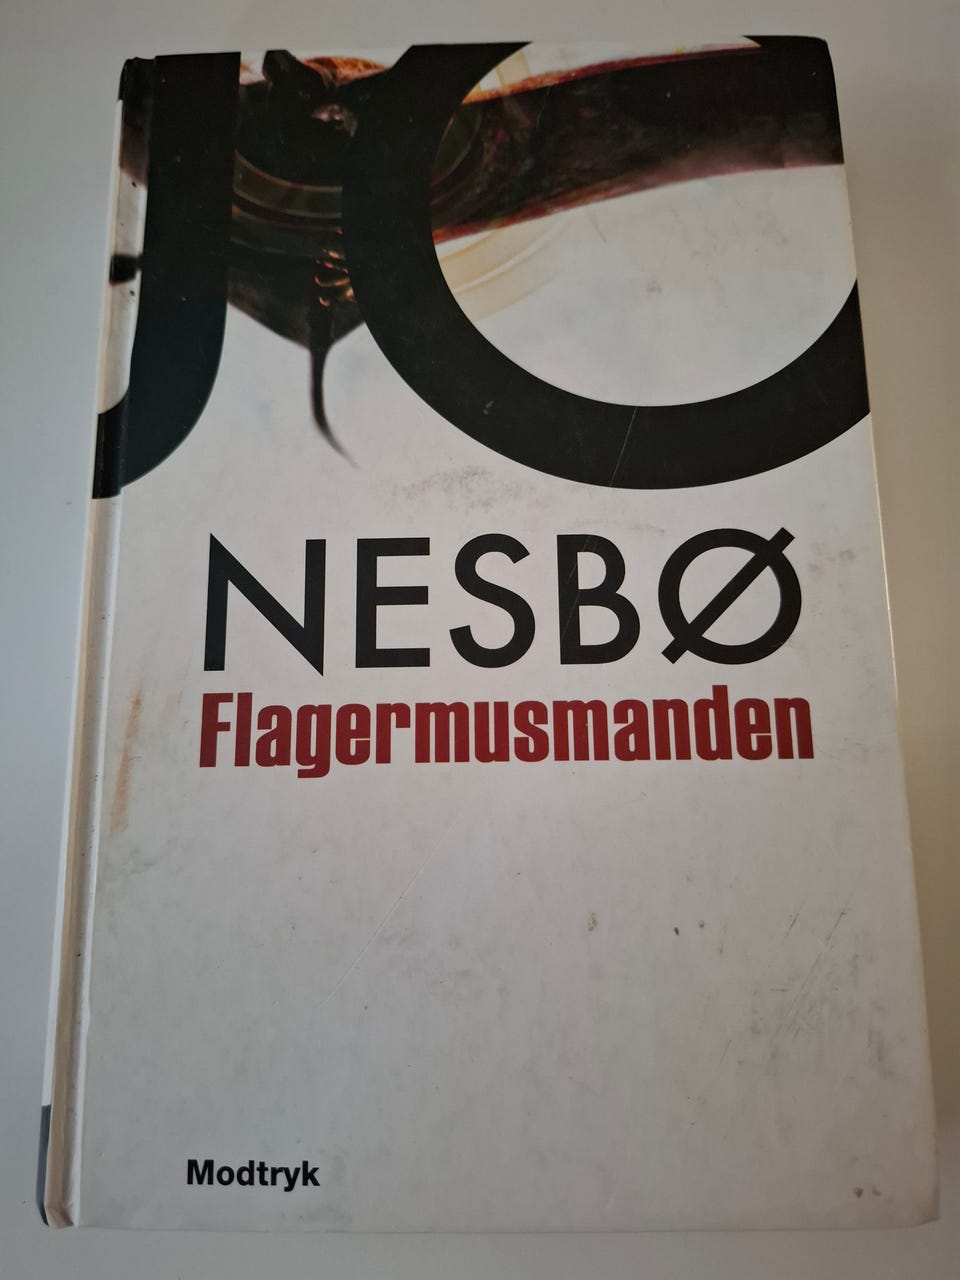 JO
NESBØ
Flagermusmanden
Modtryk